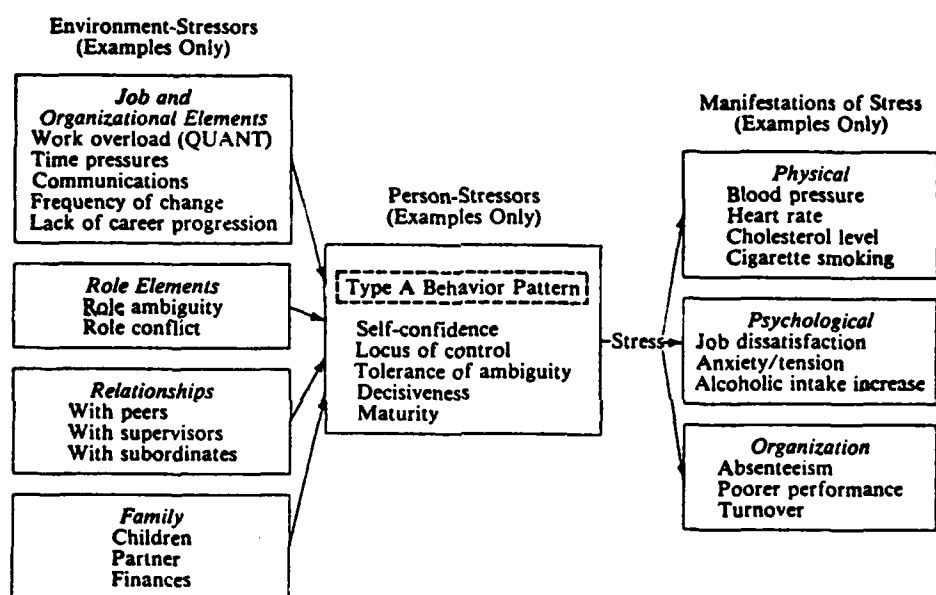 Environment-Stressors
(Examples Only)
Job and
Organizational Elements
Work overload (QUANT)
Time pressures
Communications
Frequency of change
Lack of career progression
Role Elements
Role ambiguity
Role conflict
Relationships
With peers
With supervisors
With subordinates
Family
Children
Partner
Finances
Person-Stressors
(Examples Only)
Type A Behavior Pattern
Self-confidence
Locus of control
Tolerance of ambiguity
Decisiveness
Maturity
Stress
Manifestations of Stress
(Examples Only)
Physical
Blood pressure
Heart rate
Cholesterol level
Cigarette smoking
Psychological
Job dissatisfaction
Anxiety/tension
Alcoholic intake increase
Organization
Absenteeism
Poorer performance
Turnover